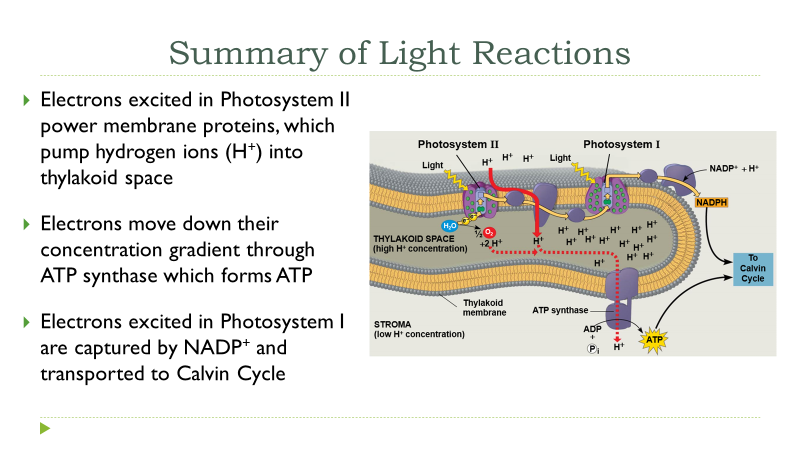 Summary of Light Reactions
Electrons excited in Photosystem II
power membrane proteins, which
pump hydrogen ions (H⁺) into
thylakoid space
Electrons move down their
concentration gradient through
ATP synthase which forms ATP
Electrons excited in Photosystem I
are captured by NADP⁺ and
transported to Calvin Cycle
Photosystem II
Photosystem I
Light
H⁺ H⁺ H⁺
Light
NADP⁺ + H⁺
NADPH
H₂O
½ O₂
+2 H⁺
THYLAKOID SPACE
(high H⁺ concentration)
H⁺
H⁺ H⁺ H⁺ H⁺ H⁺
H⁺ H⁺ H⁺ H⁺ H⁺ H⁺
H⁺ H⁺ H⁺
To
Calvin
Cycle
Thylakoid
membrane
ATP synthase
STROMA
(low H⁺ concentration)
ADP
+
P i
H⁺
ATP